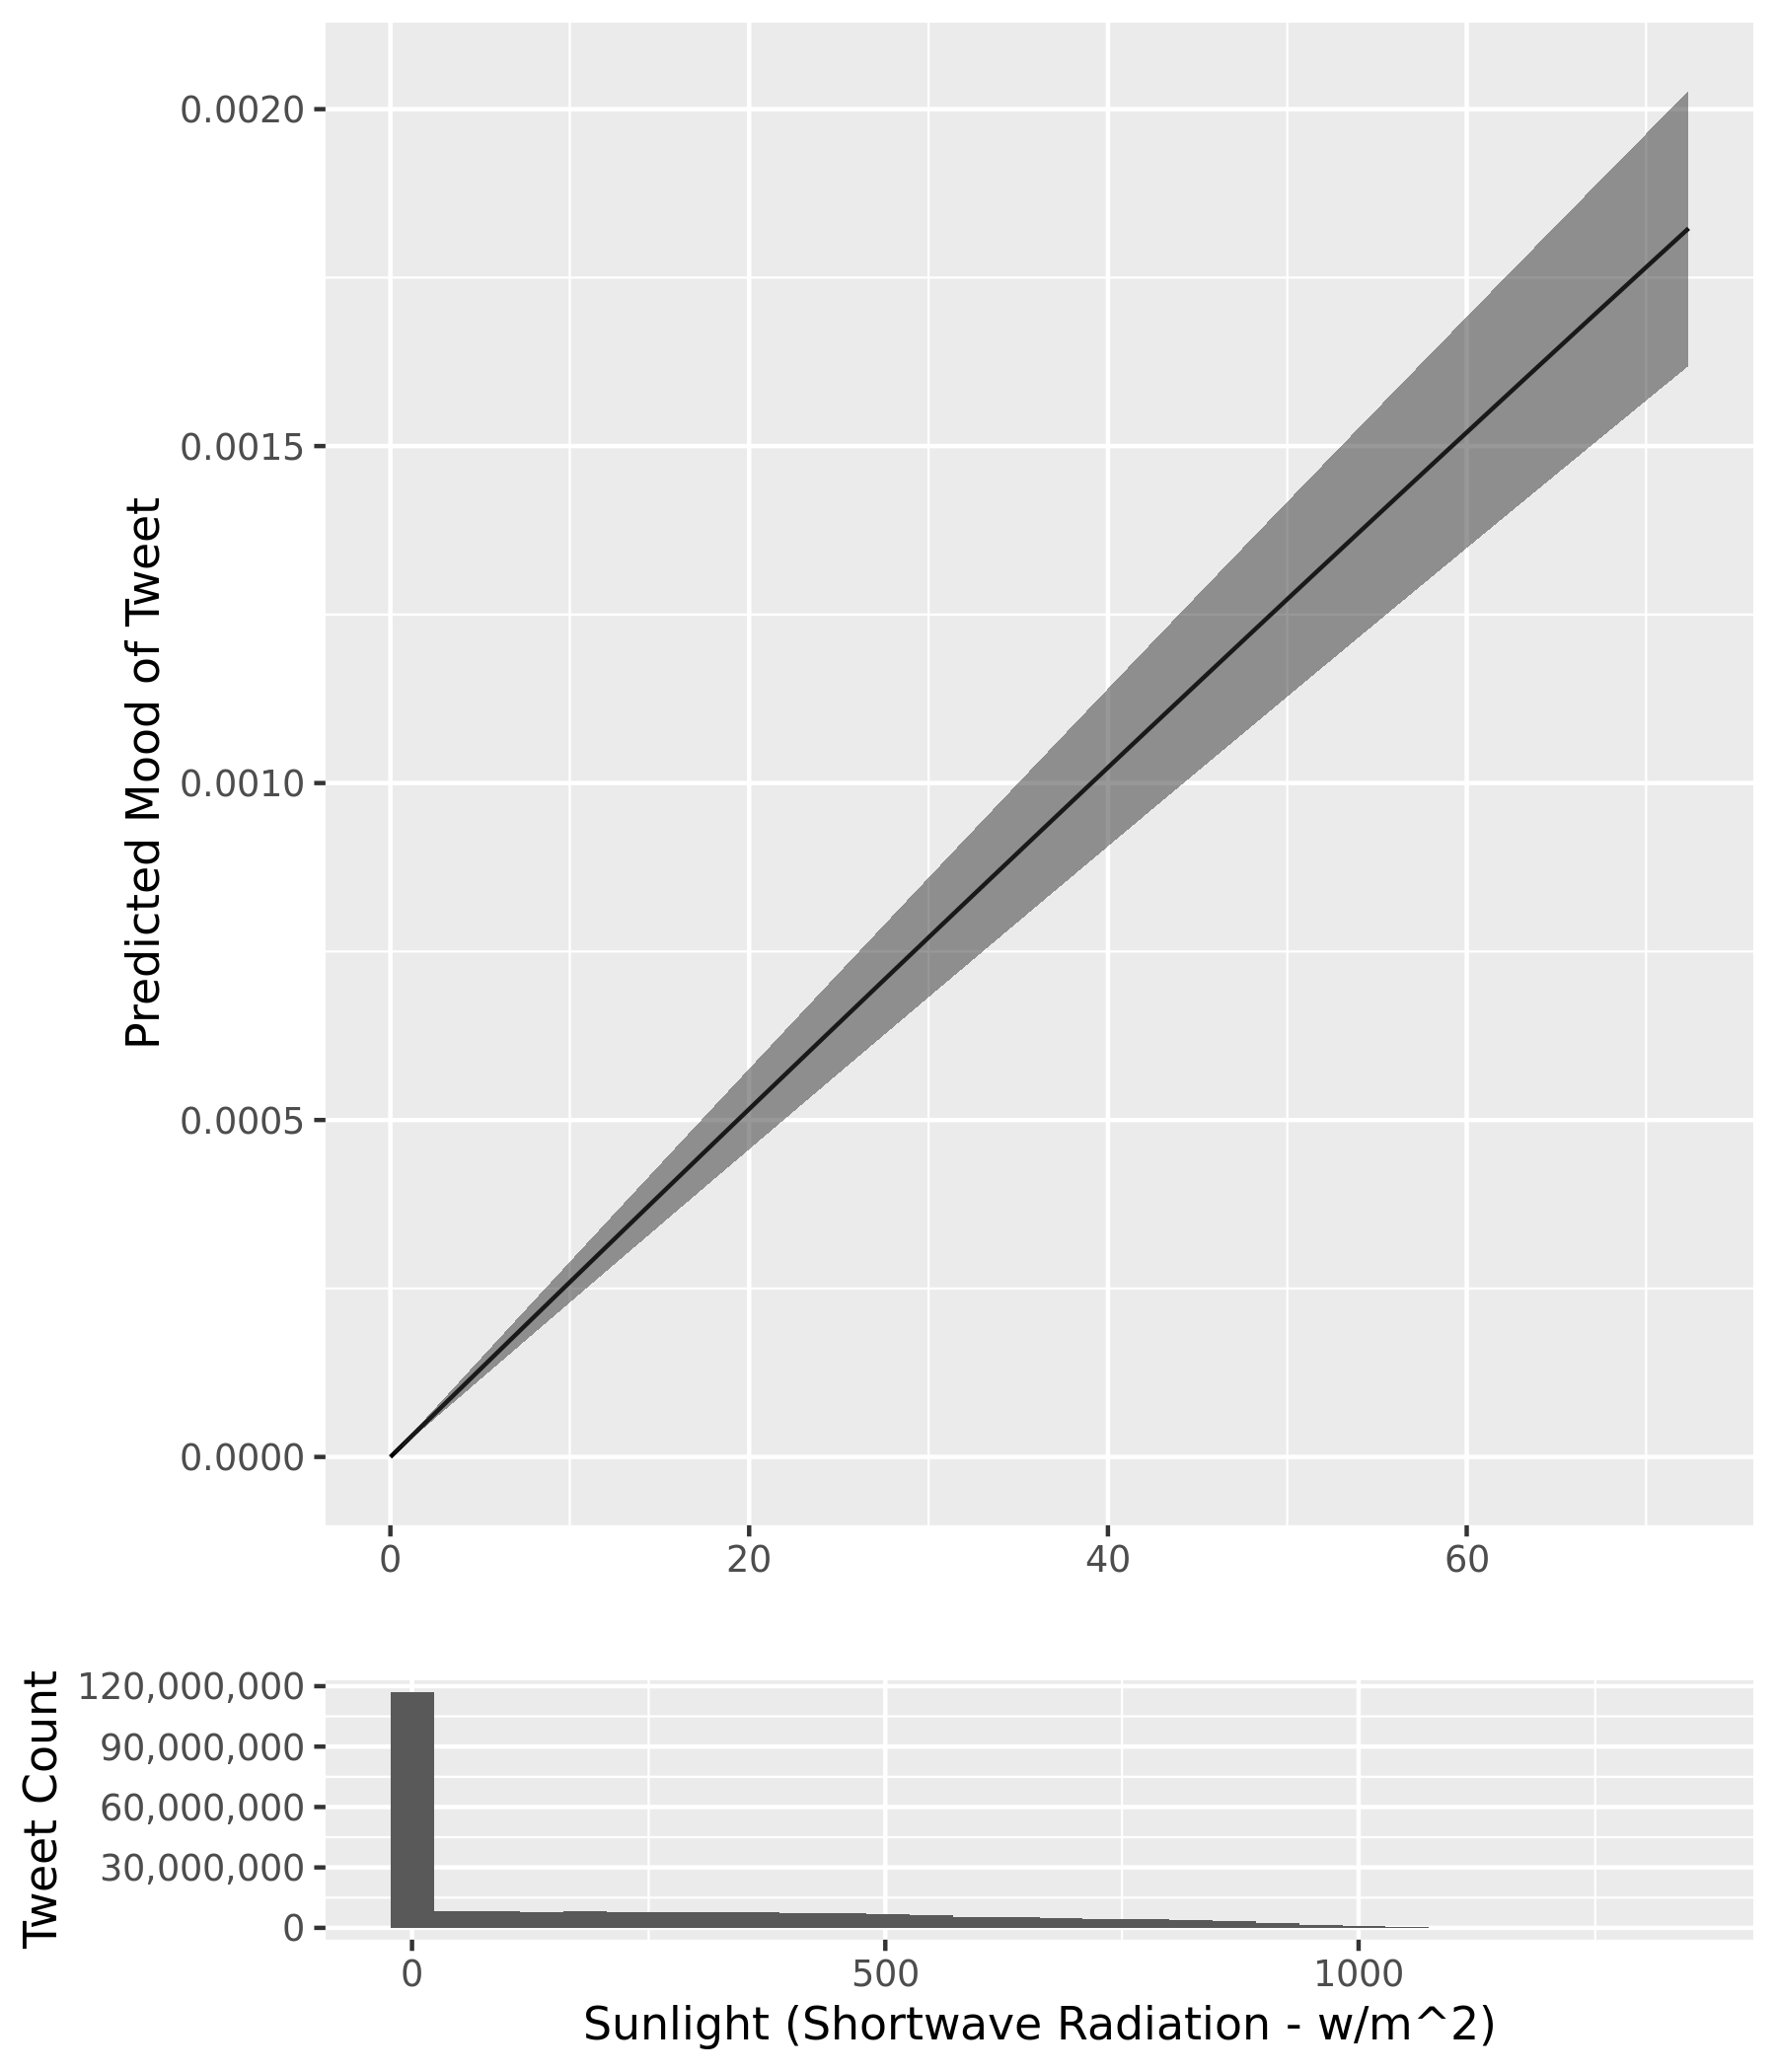 Predicted Mood of Tweet
0.0020
0.0015
0.0010
0.0005
0.0000
0 20 40 60
Tweet Count
120,000,000
90,000,000
60,000,000
30,000,000
0
0 500 1000
Sunlight (Shortwave Radiation - w/m^2)